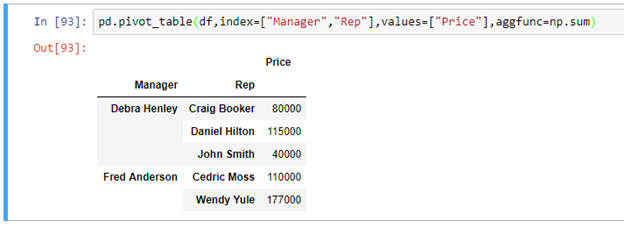 In [93]: pd.pivot_table(df,index=["Manager","Rep"],values=["Price"],aggfunc=np.sum)
Out[93]:
Price
Manager Rep
Debra Henley Craig Booker 80000
Daniel Hilton 115000
John Smith 40000
Fred Anderson Cedric Moss 110000
Wendy Yule 177000